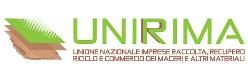 UNIRIMA
UNIONE NAZIONALE IMPRESE RACCOLTA, RECUPERO
RICICLO E COMMERCIO DEI MACERI E ALTRI MATERIALI